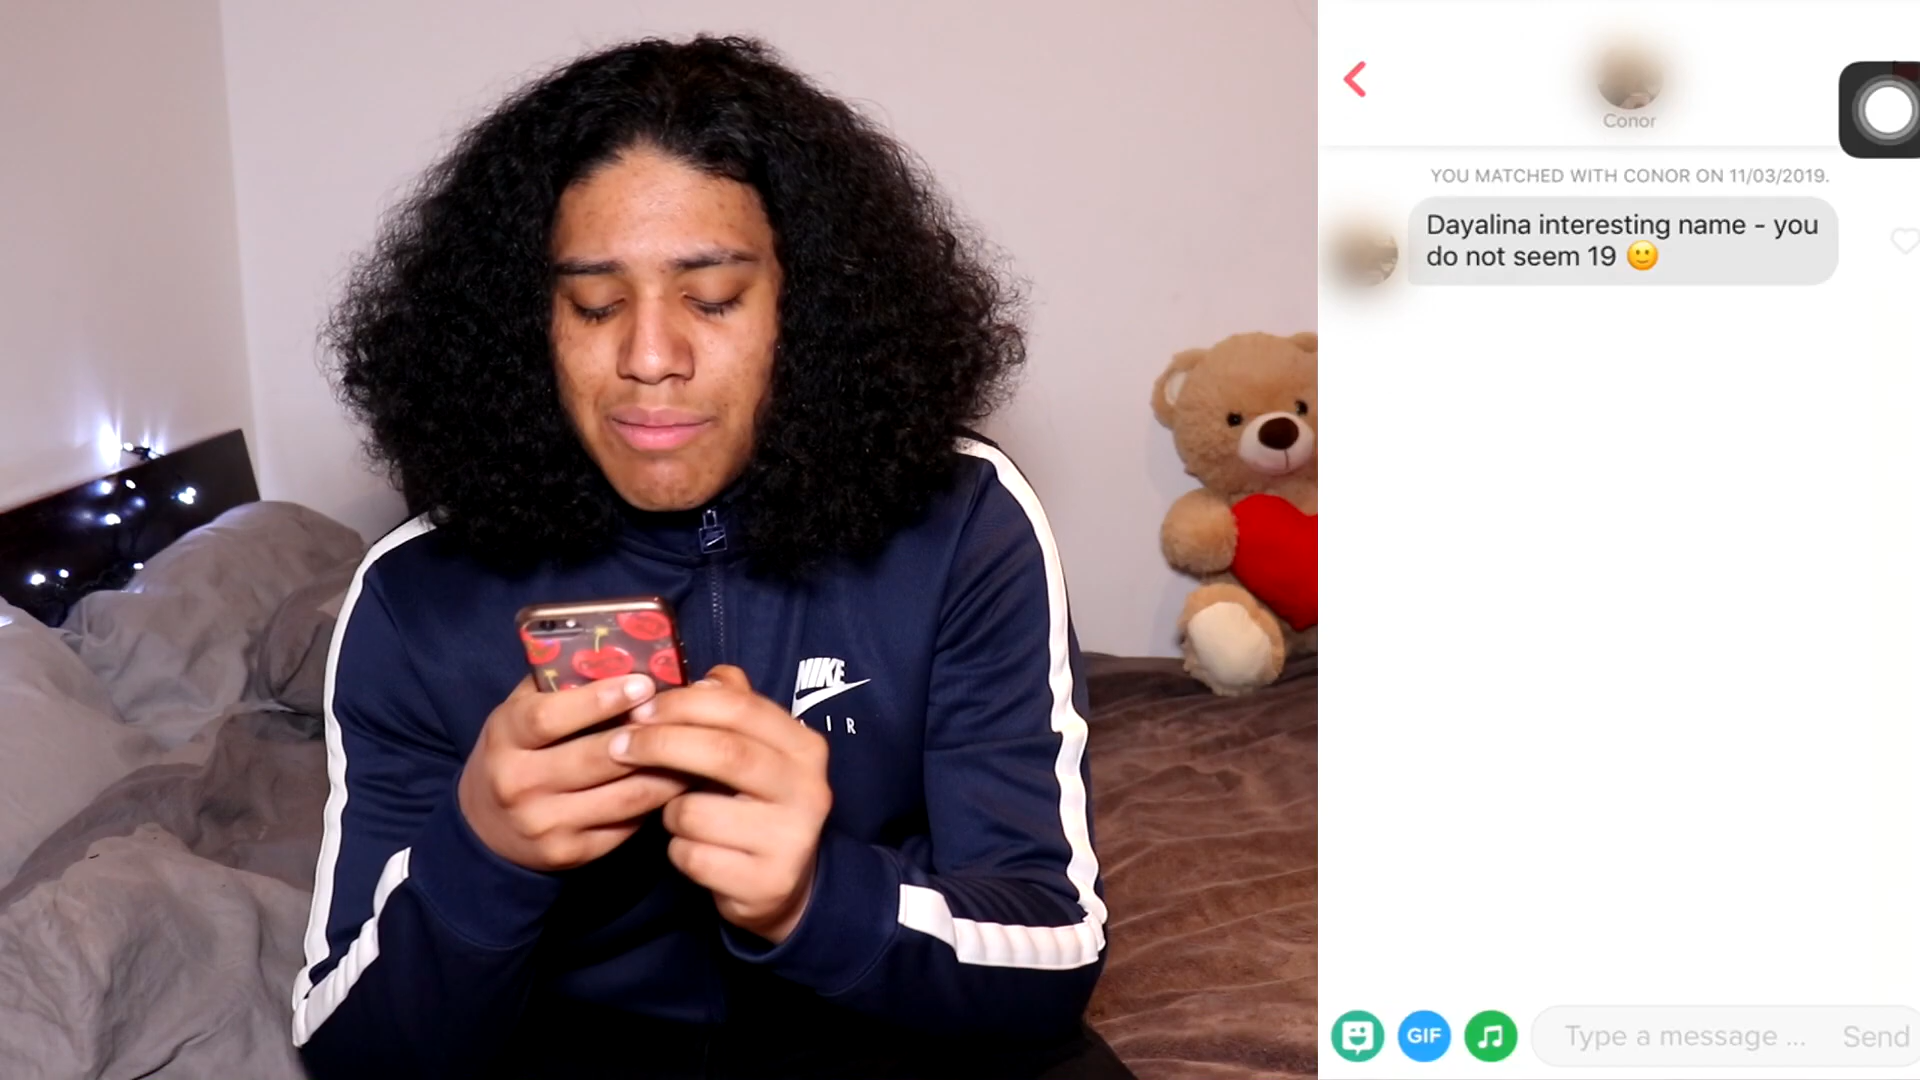 Conor
YOU MATCHED WITH CONOR ON 11/03/2019.
Dayalina interesting name - you
do not seem 19 🙂
NIKE
AIR
GIF
Type a message ...
Send